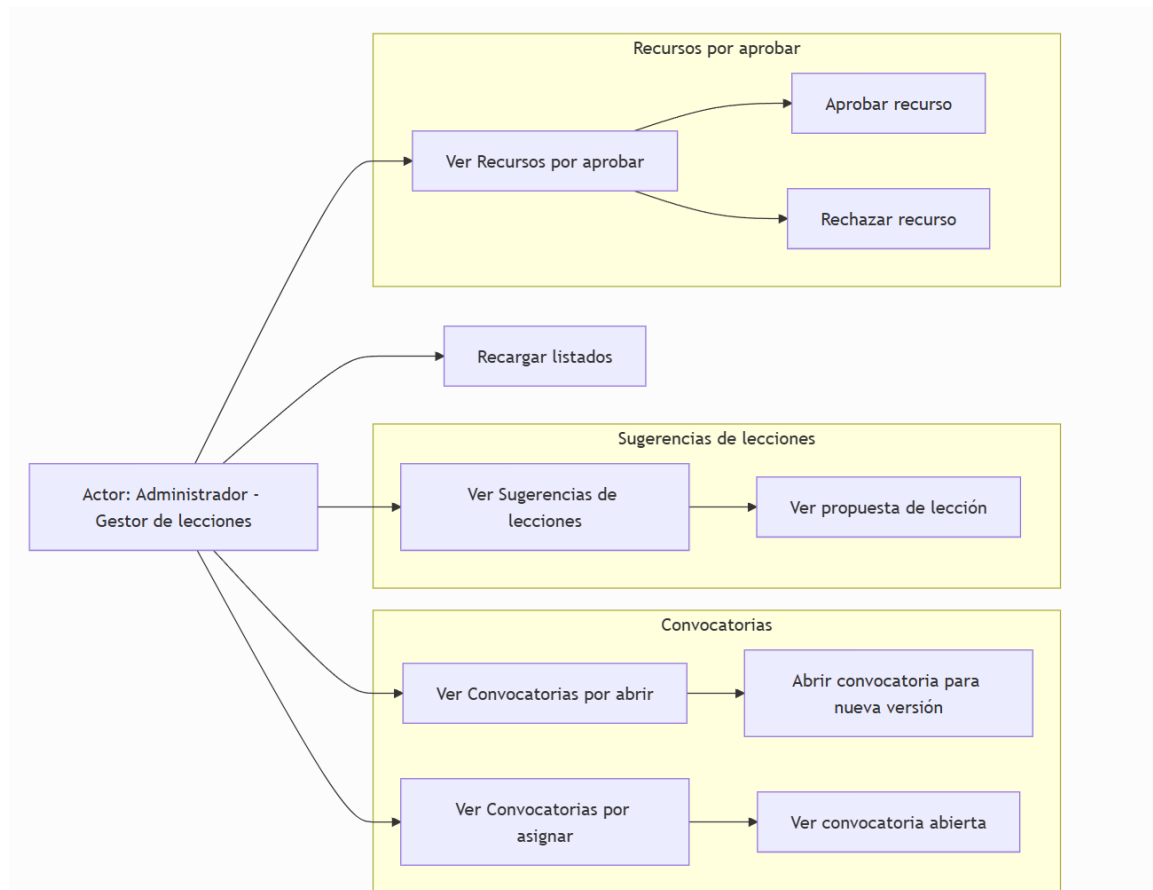 Recursos por aprobar
Aprobar recurso
Ver Recursos por aprobar
Rechazar recurso
Recargar listados
Sugerencias de lecciones
Actor: Administrador -
Gestor de lecciones
Ver Sugerencias de
lecciones
Ver propuesta de lección
Convocatorias
Ver Convocatorias por abrir
Abrir convocatoria para
nueva versión
Ver Convocatorias por
asignar
Ver convocatoria abierta